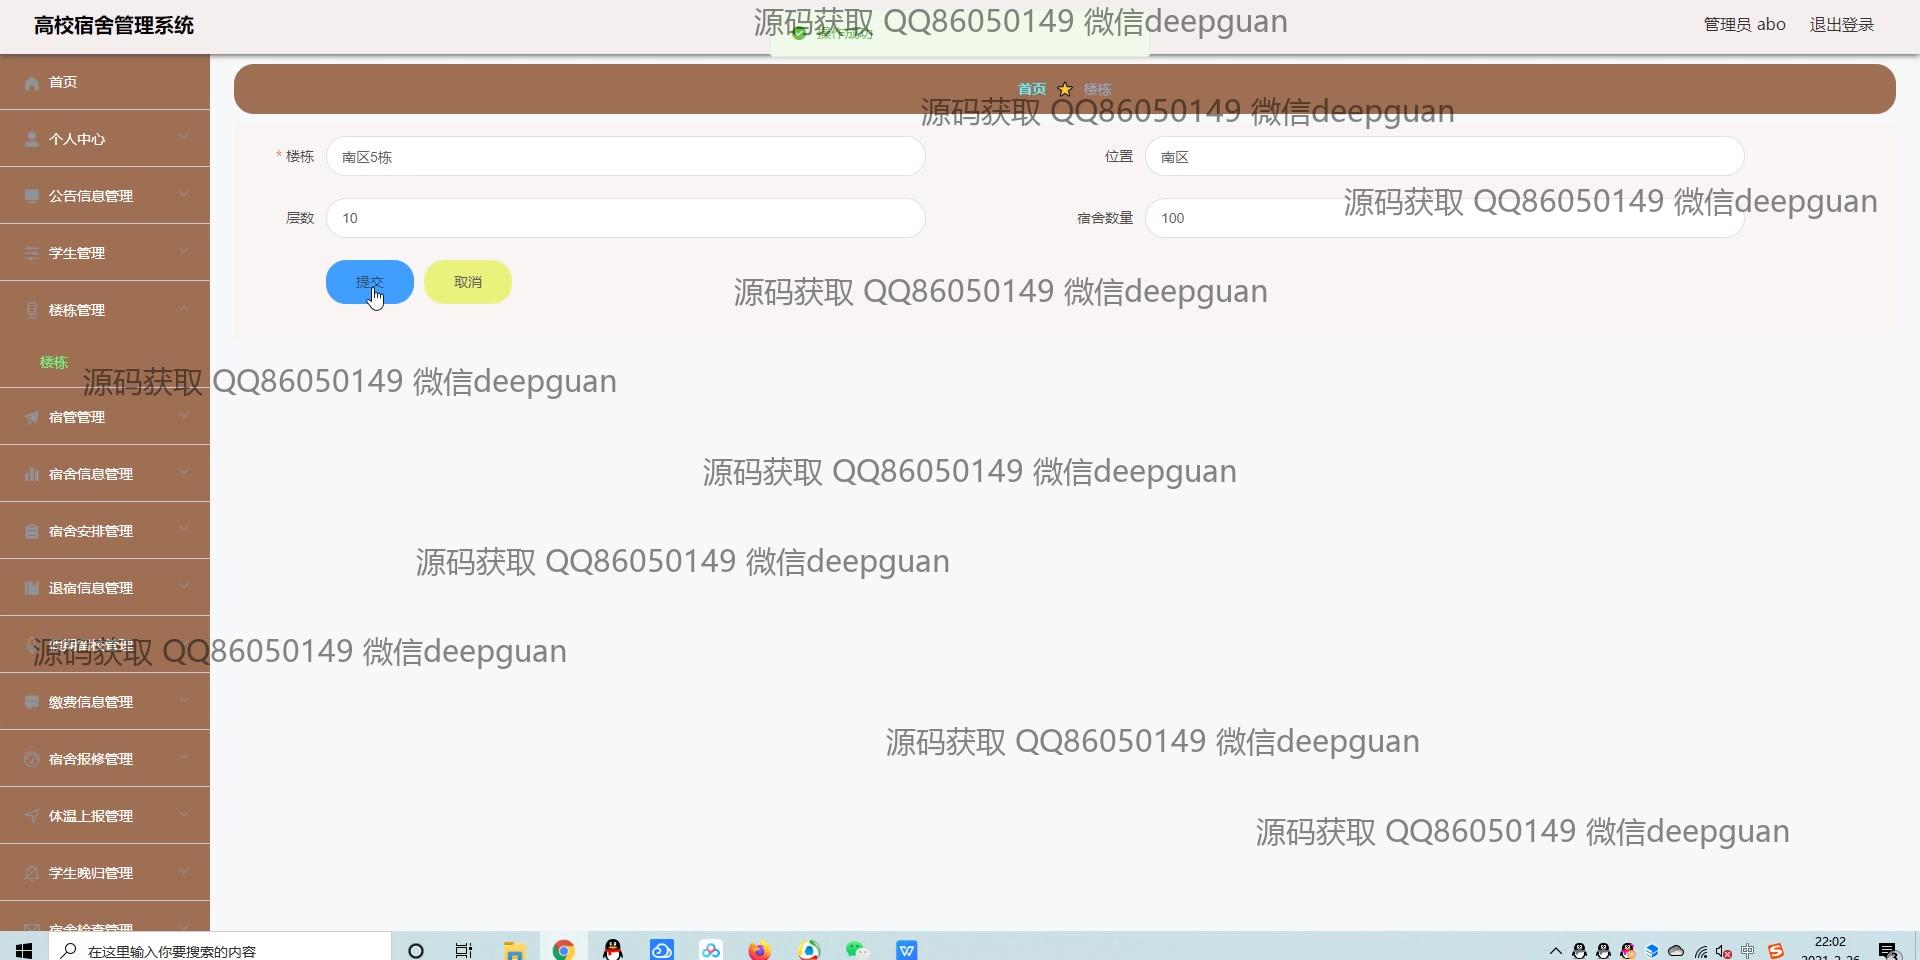 高校宿舍管理系统
源码获取 QQ86050149 微信deepguan
操作成功
管理员 abo
退出登录
首页
首页
楼栋
源码获取 QQ86050149 微信deepguan
个人中心
* 楼栋
南区5栋
位置
南区
公告信息管理
源码获取 QQ86050149 微信deepguan
层数
10
宿舍数量
100
学生管理
提交
取消
源码获取 QQ86050149 微信deepguan
楼栋管理
楼栋
源码获取 QQ86050149 微信deepguan
宿管管理
宿舍信息管理
源码获取 QQ86050149 微信deepguan
宿舍安排管理
源码获取 QQ86050149 微信deepguan
退宿信息管理
源码获取 QQ86050149 微信deepguan
缴费信息管理
源码获取 QQ86050149 微信deepguan
宿舍报修管理
体温上报管理
源码获取 QQ86050149 微信deepguan
学生晚归管理
宿舍检查管理
在这里输入你要搜索的内容
中
22:02
2021-2-26